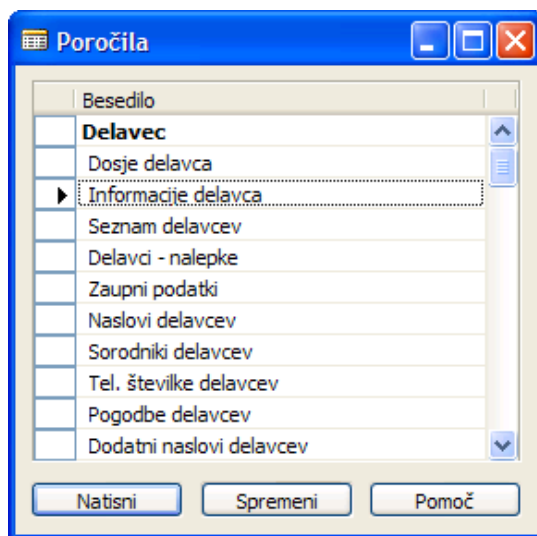 Poročila
Besedilo
Delavec
Dosje delavca
Informacije delavca
Seznam delavcev
Delavci - nalepke
Zaupni podatki
Naslovi delavcev
Sorodniki delavcev
Tel. številke delavcev
Pogodbe delavcev
Dodatni naslovi delavcev
Natisni Spremeni Pomoč